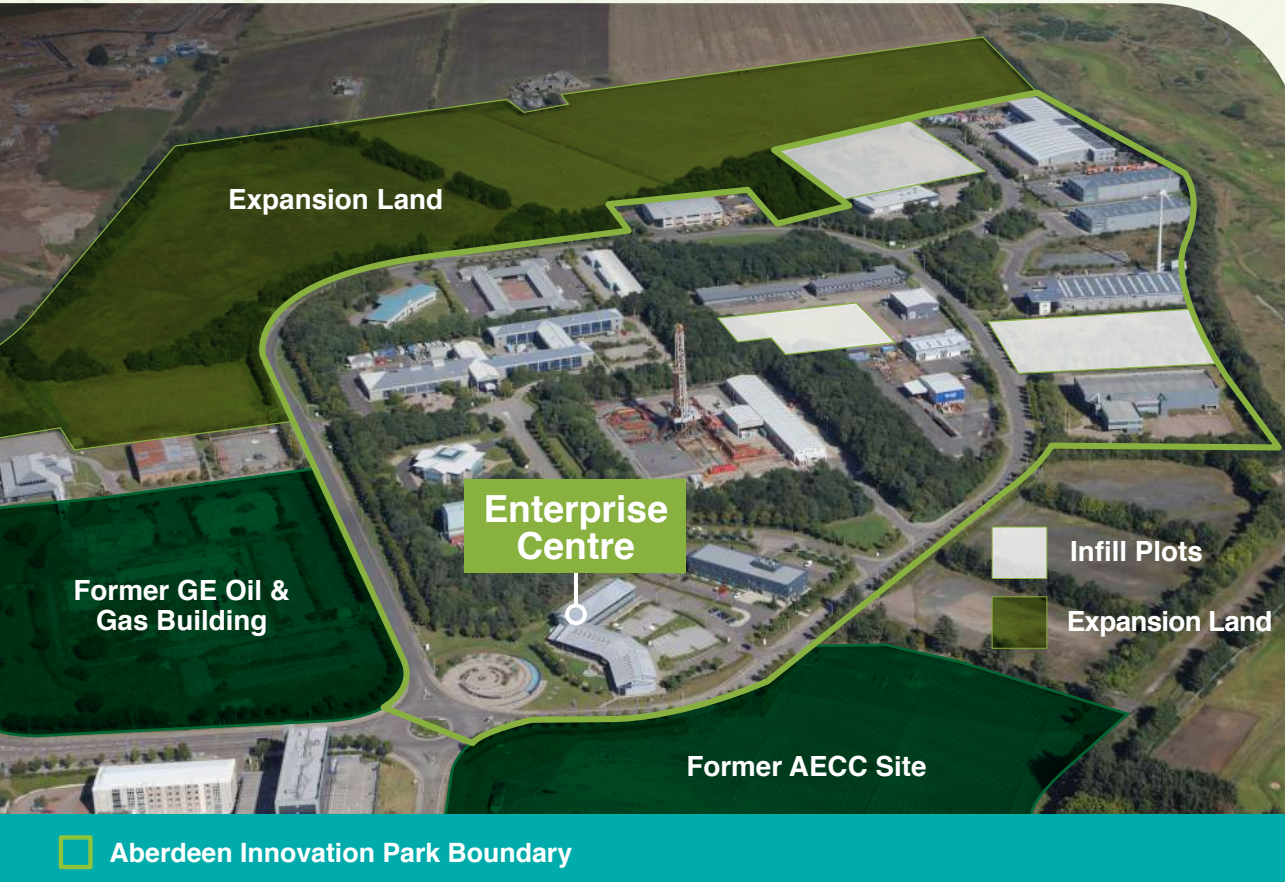 Expansion Land
Enterprise
Centre
Former GE Oil &
Gas Building
Infill Plots
Expansion Land
Former AECC Site
Aberdeen Innovation Park Boundary